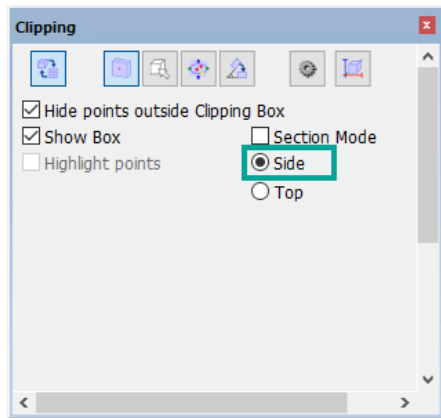 Clipping
Hide points outside Clipping Box
Show Box
Section Mode
Highlight points
Side
Top